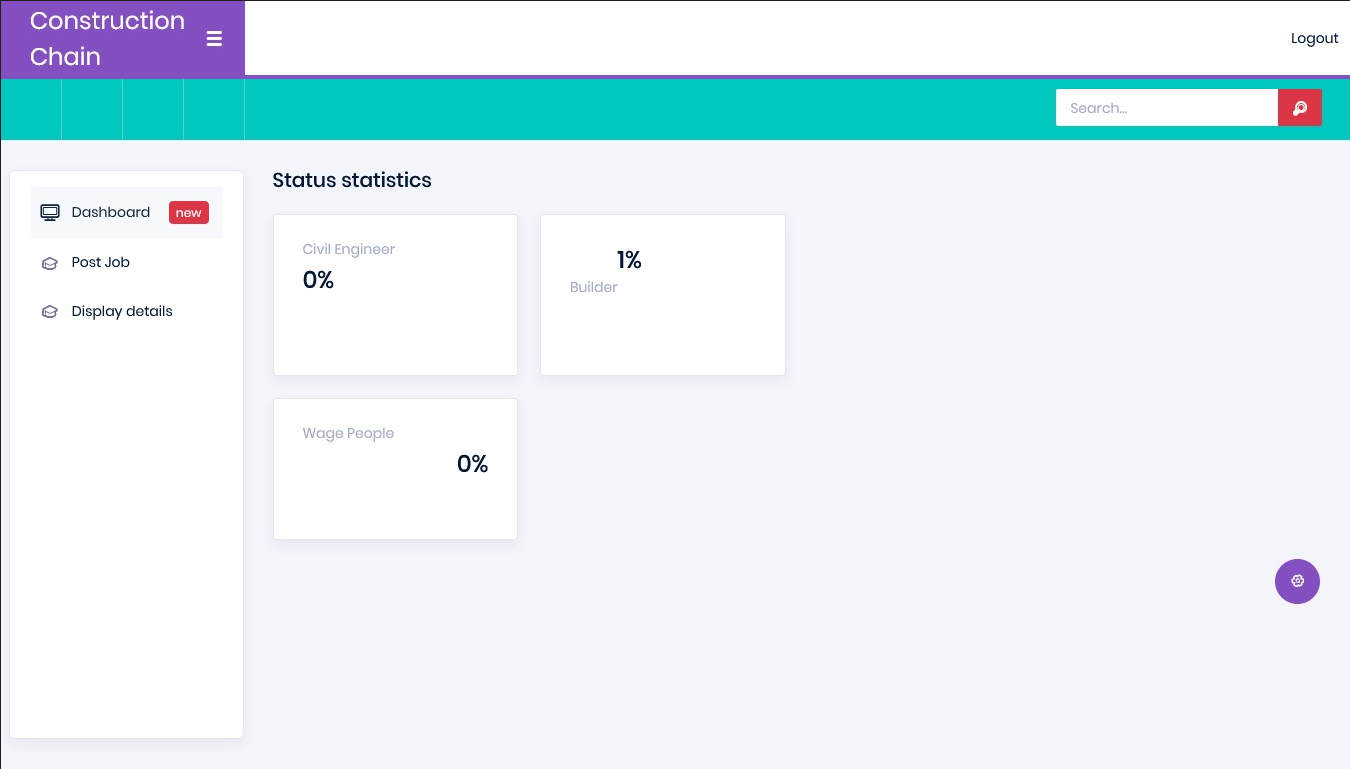 Construction
Chain
Logout
Search...
Dashboard new
Post Job
Display details
Status statistics
Civil Engineer
0%
1%
Builder
Wage People
0%